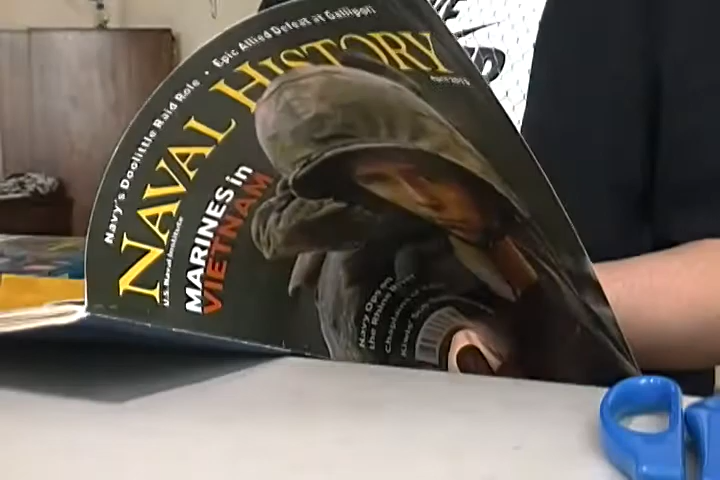 Navy's Doolittle Raid Role • Epic Allied Defeat at Gallipoli
NAVAL HISTORY
U.S. Naval Institute
MARINES in
VIETNAM
Navy Ops on
the Rhine River